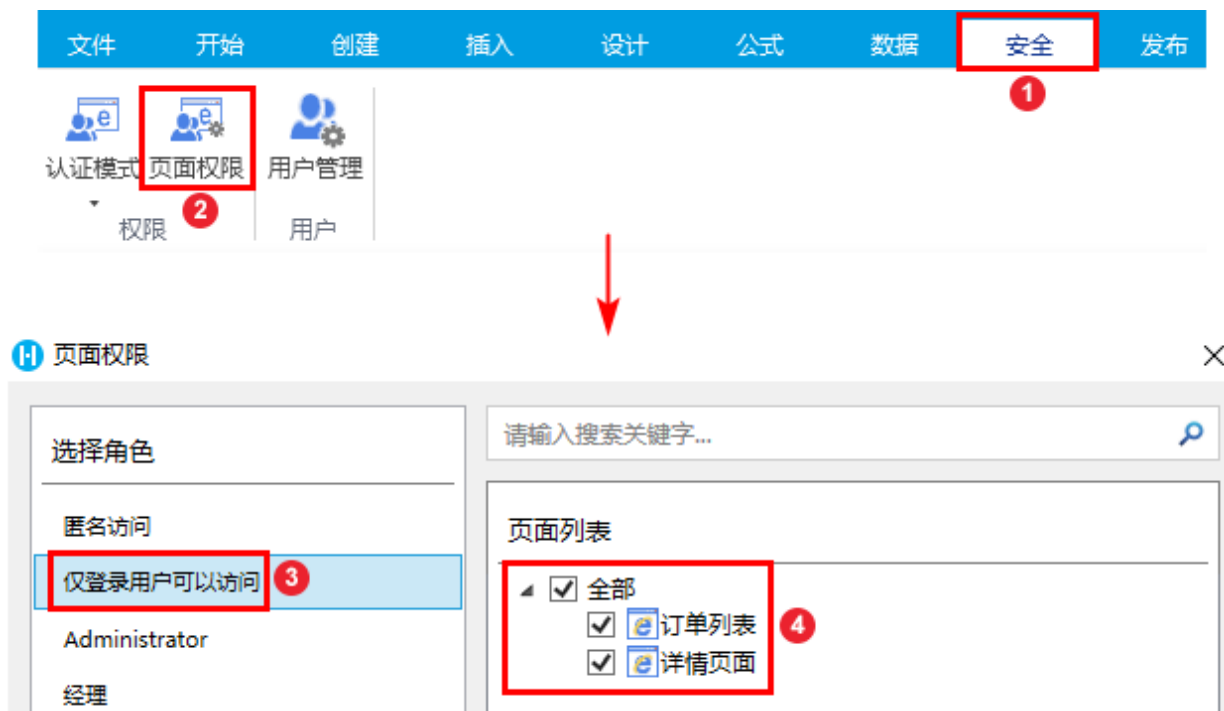 文件 开始 创建 插入 设计 公式 数据 安全 发布
1
认证模式 页面权限 用户管理
2
权限 用户
页面权限
选择角色
请输入搜索关键字...
匿名访问
页面列表
仅登录用户可以访问 3
全部
订单列表 4
Administrator
详情页面
经理